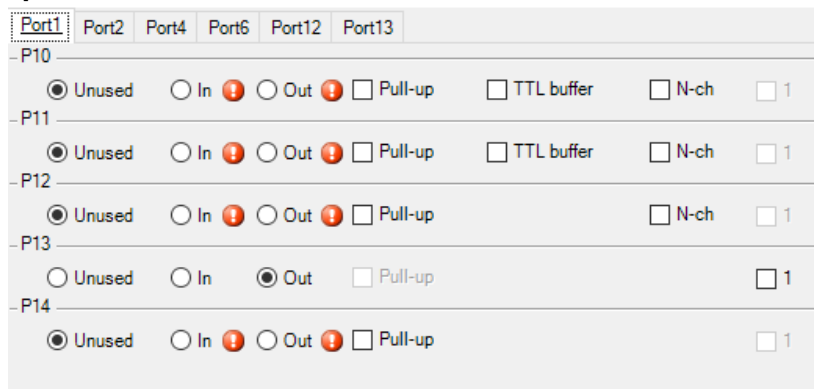 Port1 Port2 Port4 Port6 Port12 Port13
P10
Unused In Out Pull-up TTL buffer N-ch 1
P11
Unused In Out Pull-up TTL buffer N-ch 1
P12
Unused In Out Pull-up N-ch 1
P13
Unused In Out Pull-up 1
P14
Unused In Out Pull-up 1